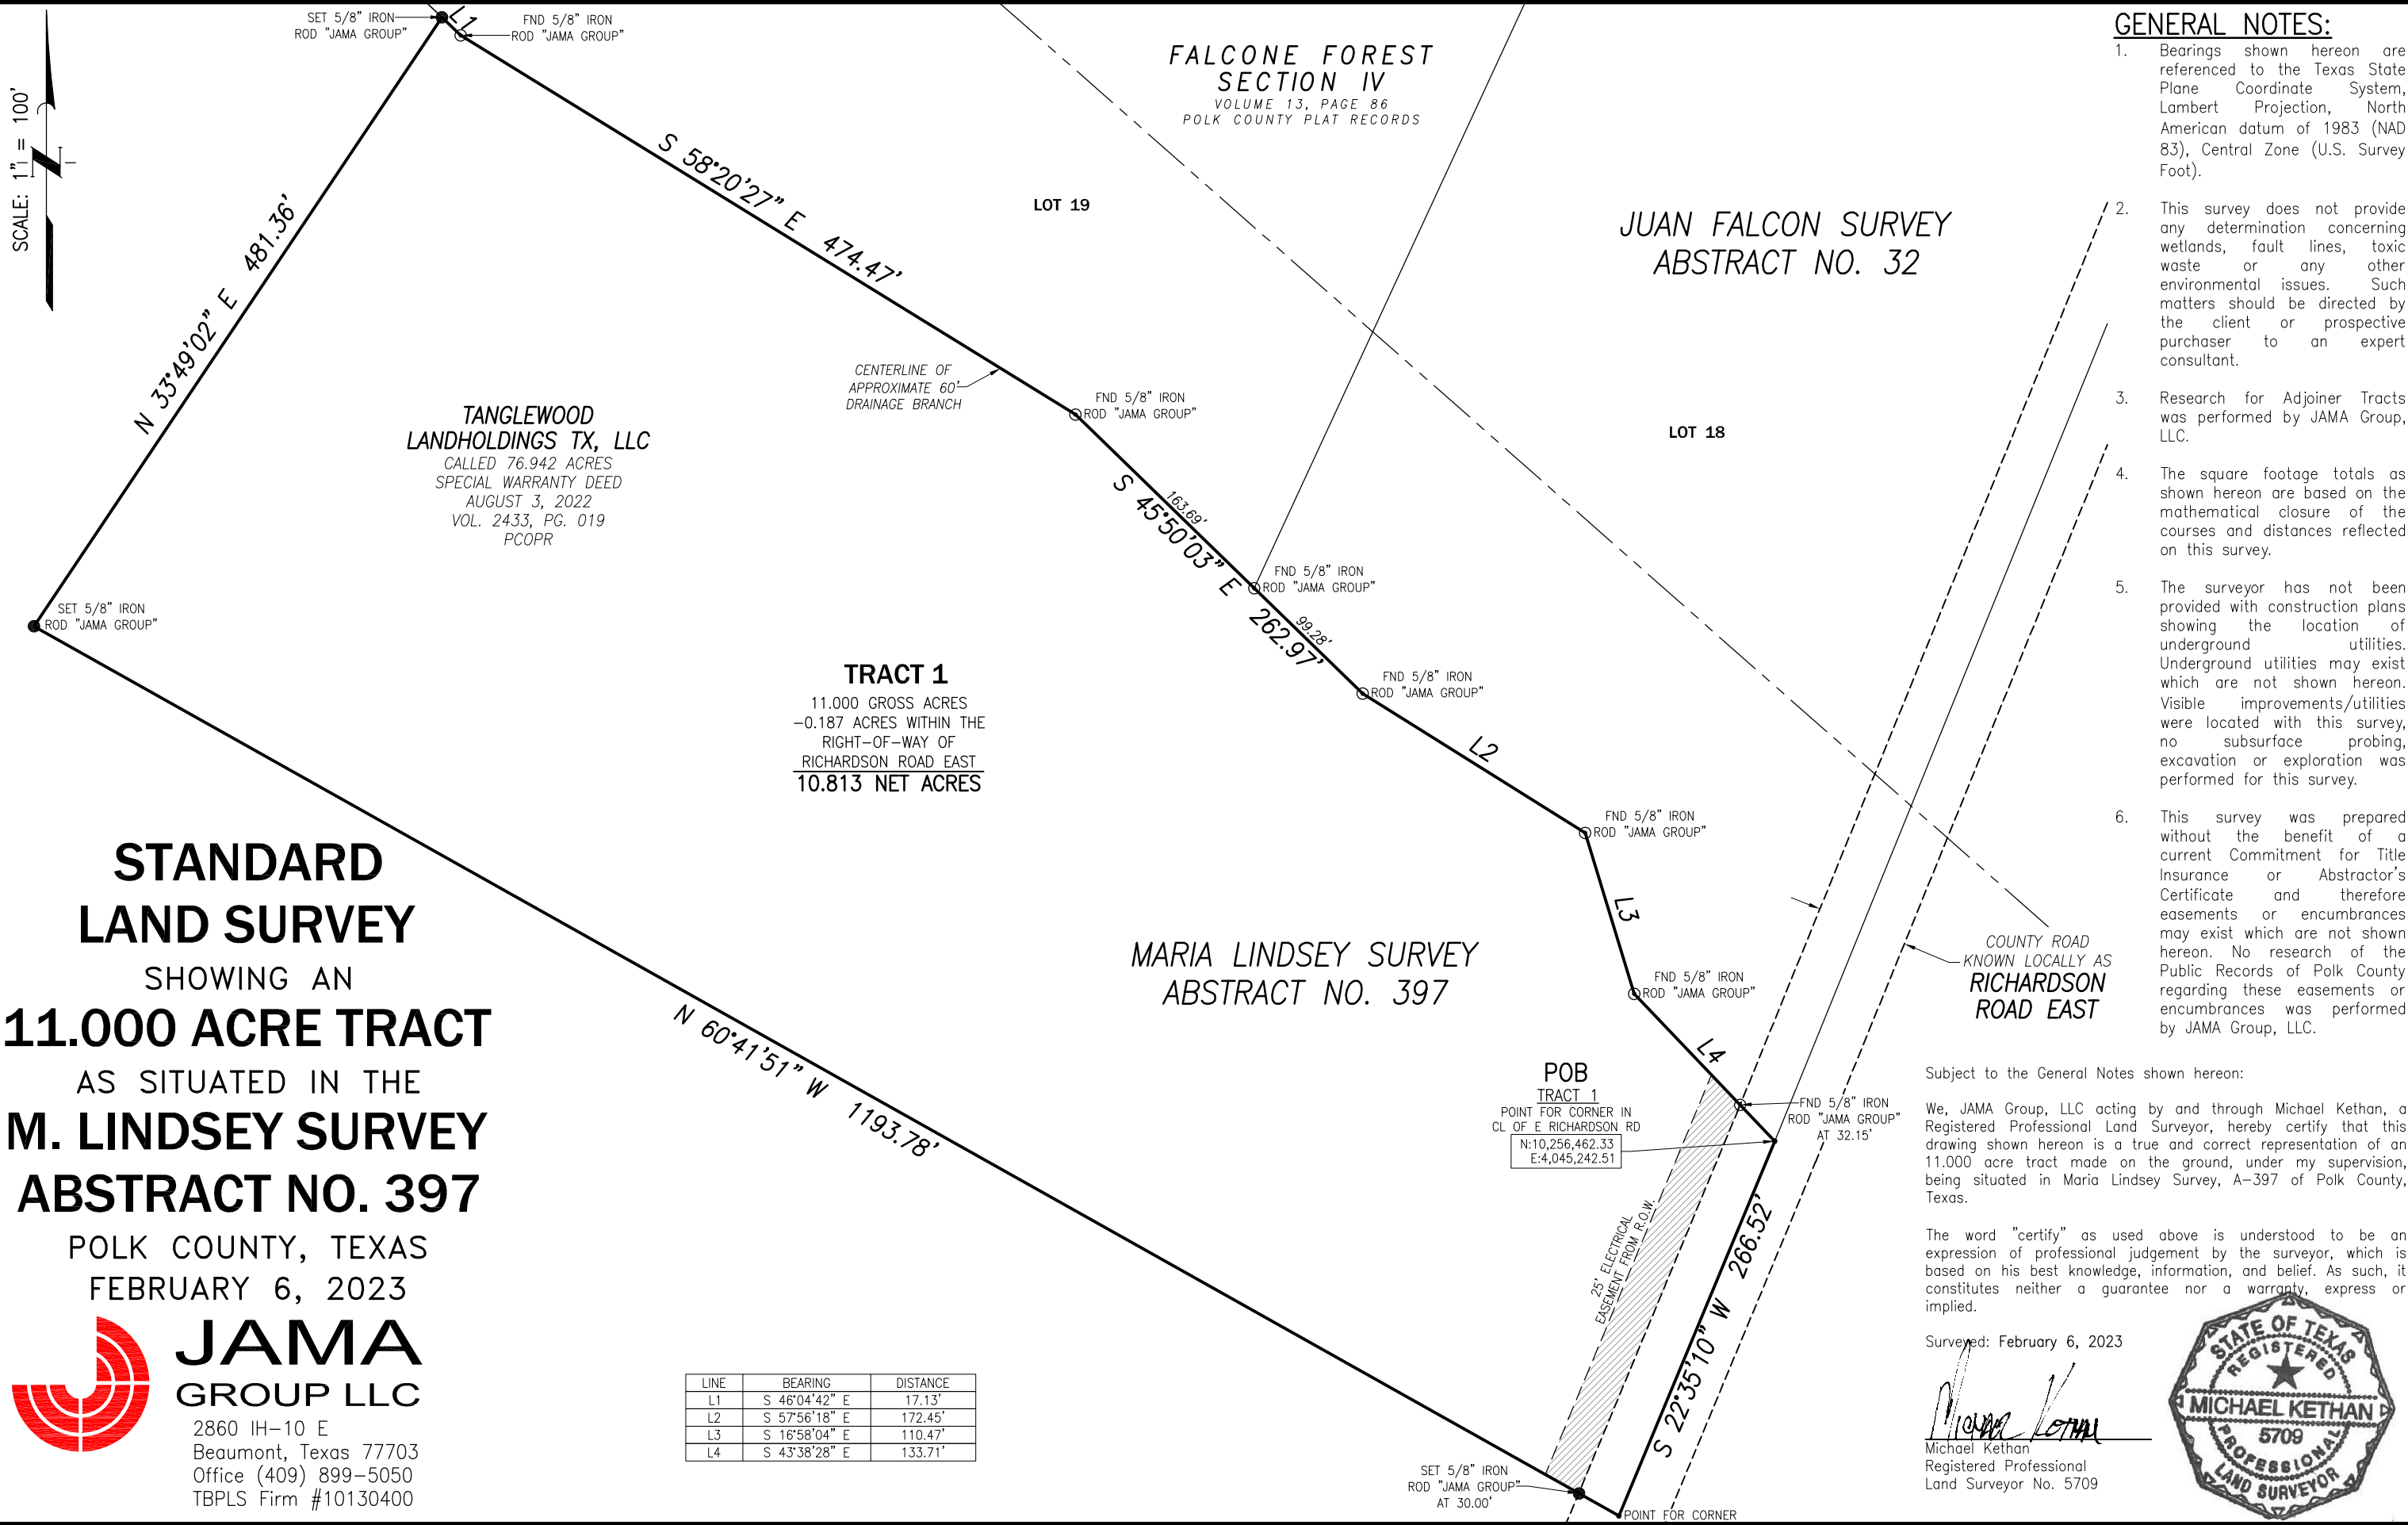 SET 5/8" IRON
ROD "JAMA GROUP"
L1
FND 5/8" IRON
ROD "JAMA GROUP"
SCALE: 1" = 100'
N
FALCONE FOREST
SECTION IV
VOLUME 13, PAGE 86
POLK COUNTY PLAT RECORDS
LOT 19
S 58°20'27" E 474.47'
N 33°49'02" E 481.36'
JUAN FALCON SURVEY
ABSTRACT NO. 32
CENTERLINE OF
APPROXIMATE 60'
DRAINAGE BRANCH
FND 5/8" IRON
ROD "JAMA GROUP"
TANGLEWOOD
LANDHOLDINGS TX, LLC
CALLED 76.942 ACRES
SPECIAL WARRANTY DEED
AUGUST 3, 2022
VOL. 2433, PG. 019
PCOPR
LOT 18
163.69'
S 45°50'03" E 262.97'
99.28'
FND 5/8" IRON
ROD "JAMA GROUP"
SET 5/8" IRON
ROD "JAMA GROUP"
FND 5/8" IRON
ROD "JAMA GROUP"
TRACT 1
11.000 GROSS ACRES
-0.187 ACRES WITHIN THE
RIGHT-OF-WAY OF
RICHARDSON ROAD EAST
10.813 NET ACRES
L2
FND 5/8" IRON
ROD "JAMA GROUP"
L3
FND 5/8" IRON
ROD "JAMA GROUP"
MARIA LINDSEY SURVEY
ABSTRACT NO. 397
N 60°41'51" W 1193.78'
L4
COUNTY ROAD
KNOWN LOCALLY AS
RICHARDSON
ROAD EAST
POB
TRACT 1
POINT FOR CORNER IN
CL OF E RICHARDSON RD
N:10,256,462.33
E:4,045,242.51
FND 5/8" IRON
ROD "JAMA GROUP"
AT 32.15'
25' ELECTRICAL
EASEMENT FROM R.O.W.
S 22°35'10" W 266.52'
SET 5/8" IRON
ROD "JAMA GROUP"
AT 30.00'
POINT FOR CORNER
STANDARD
LAND SURVEY
SHOWING AN
11.000 ACRE TRACT
AS SITUATED IN THE
M. LINDSEY SURVEY
ABSTRACT NO. 397
POLK COUNTY, TEXAS
FEBRUARY 6, 2023
JAMA
GROUP LLC
2860 IH-10 E
Beaumont, Texas 77703
Office (409) 899-5050
TBPLS Firm #10130400
LINE BEARING DISTANCE
L1 S 46°04'42" E 17.13'
L2 S 57°56'18" E 172.45'
L3 S 16°58'04" E 110.47'
L4 S 43°38'28" E 133.71'
GENERAL NOTES:
1. Bearings shown hereon are
referenced to the Texas State
Plane Coordinate System,
Lambert Projection, North
American datum of 1983 (NAD
83), Central Zone (U.S. Survey
Foot).
2. This survey does not provide
any determination concerning
wetlands, fault lines, toxic
waste or any other
environmental issues. Such
matters should be directed by
the client or prospective
purchaser to an expert
consultant.
3. Research for Adjoiner Tracts
was performed by JAMA Group,
LLC.
4. The square footage totals as
shown hereon are based on the
mathematical closure of the
courses and distances reflected
on this survey.
5. The surveyor has not been
provided with construction plans
showing the location of
underground utilities.
Underground utilities may exist
which are not shown hereon.
Visible improvements/utilities
were located with this survey,
no subsurface probing,
excavation or exploration was
performed for this survey.
6. This survey was prepared
without the benefit of a
current Commitment for Title
Insurance or Abstractor's
Certificate and therefore
easements or encumbrances
may exist which are not shown
hereon. No research of the
Public Records of Polk County
regarding these easements or
encumbrances was performed
by JAMA Group, LLC.
Subject to the General Notes shown hereon:
We, JAMA Group, LLC acting by and through Michael Kethan, a
Registered Professional Land Surveyor, hereby certify that this
drawing shown hereon is a true and correct representation of an
11.000 acre tract made on the ground, under my supervision,
being situated in Maria Lindsey Survey, A-397 of Polk County,
Texas.
The word "certify" as used above is understood to be an
expression of professional judgement by the surveyor, which is
based on his best knowledge, information, and belief. As such, it
constitutes neither a guarantee nor a warranty, express or
implied.
Surveyed: February 6, 2023
Michael Kethan
Michael Kethan
Registered Professional
Land Surveyor No. 5709
STATE OF TEXAS
REGISTERED
MICHAEL KETHAN
5709
PROFESSIONAL
LAND SURVEYOR